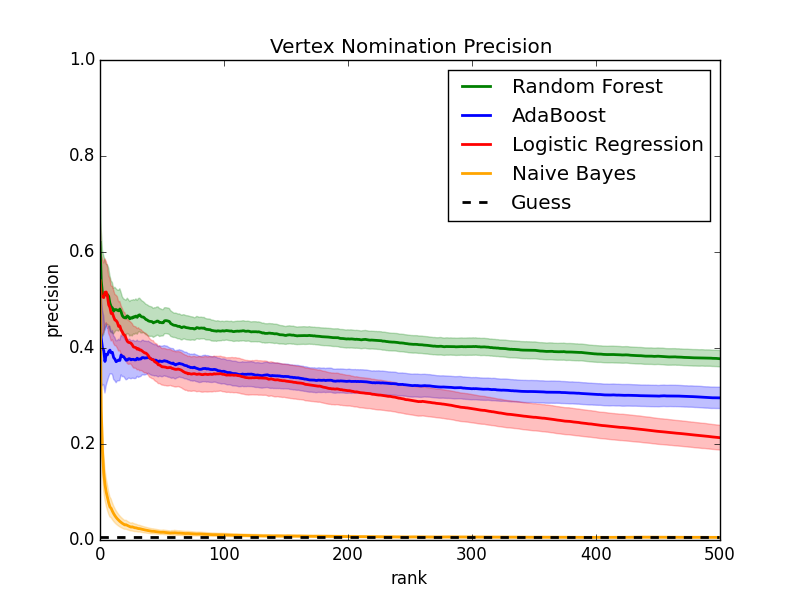 Vertex Nomination Precision
1.0
0.8
0.6
0.4
0.2
0.0
precision
Random Forest
AdaBoost
Logistic Regression
Naive Bayes
Guess
0 100 200 300 400 500
rank